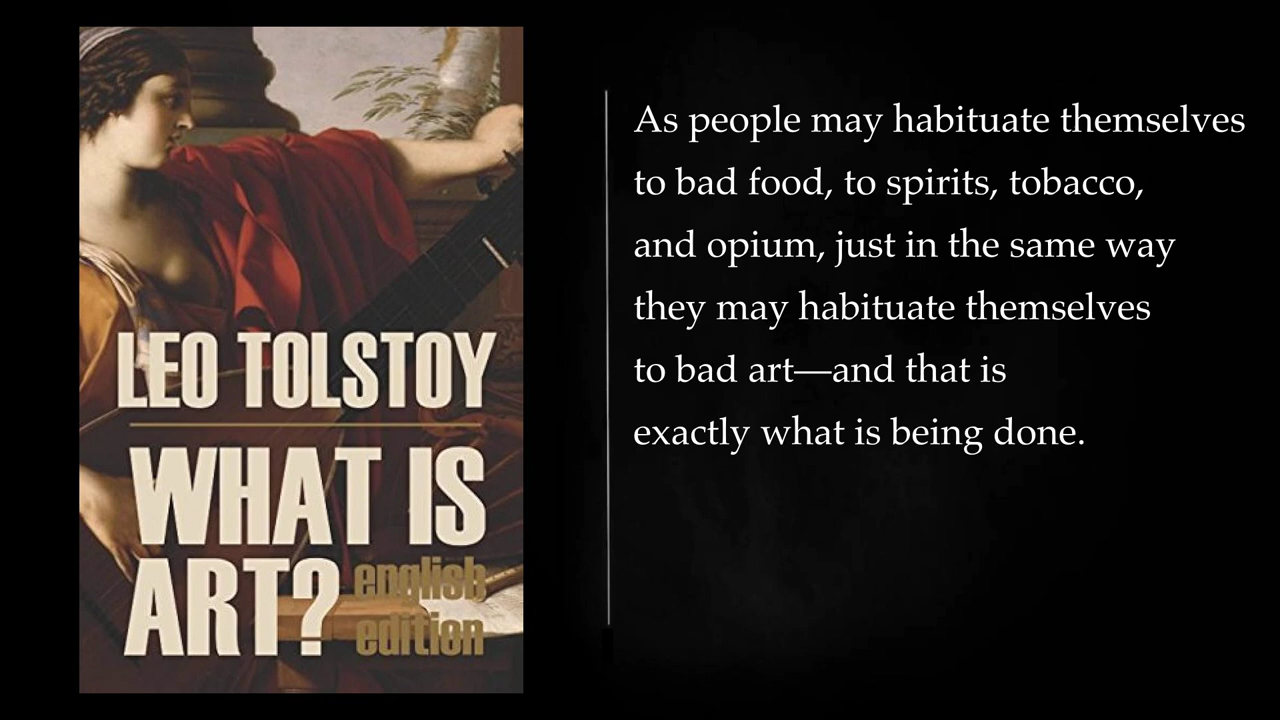 LEO TOLSTOY
WHAT IS
ART?
english
edition
As people may habituate themselves
to bad food, to spirits, tobacco,
and opium, just in the same way
they may habituate themselves
to bad art—and that is
exactly what is being done.